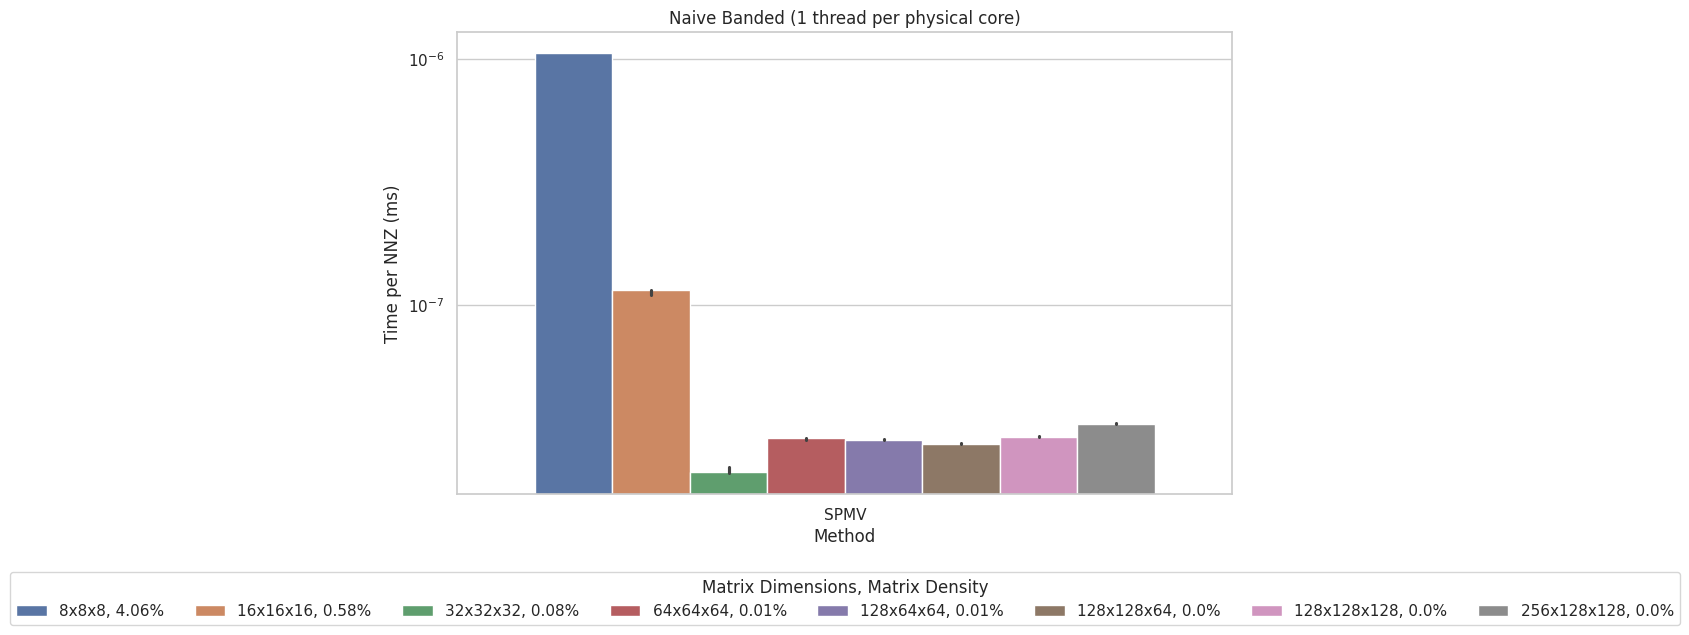 Naive Banded (1 thread per physical core)
10⁻⁶
10⁻⁷
Time per NNZ (ms)
SPMV
Method
Matrix Dimensions, Matrix Density
8x8x8, 4.06%
16x16x16, 0.58%
32x32x32, 0.08%
64x64x64, 0.01%
128x64x64, 0.01%
128x128x64, 0.0%
128x128x128, 0.0%
256x128x128, 0.0%